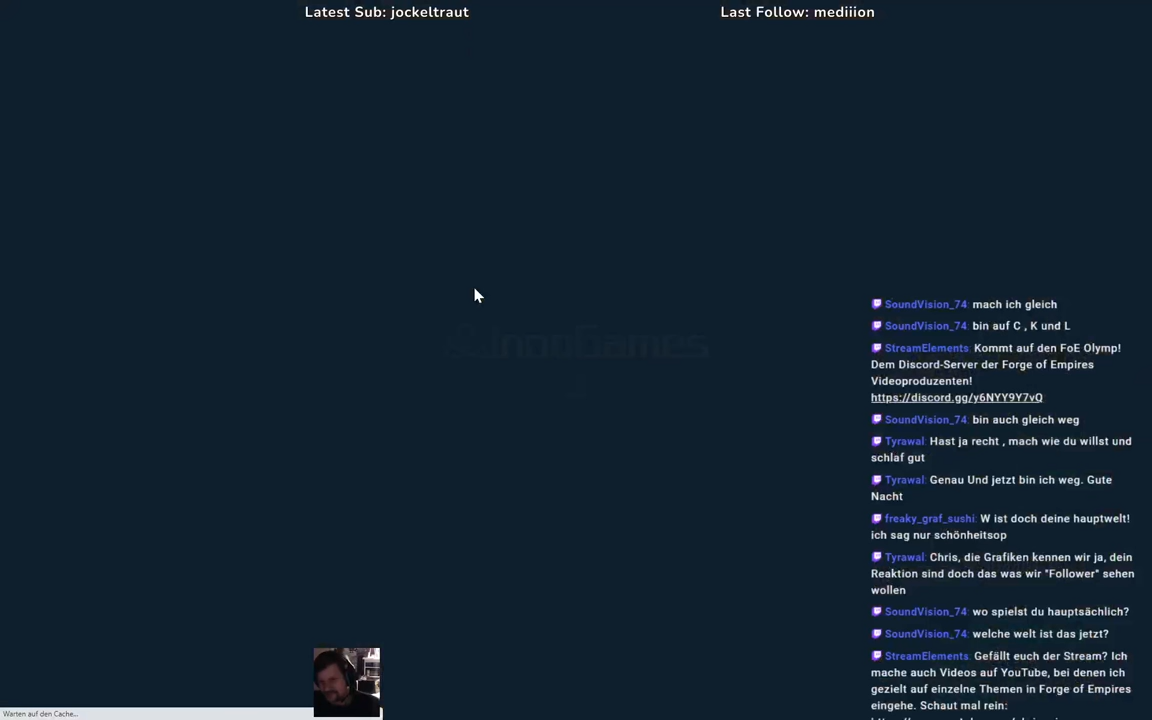 Latest Sub: jockeltraut
Last Follow: mediiion
InnoGames
SoundVision_74: mach ich gleich
SoundVision_74: bin auf C , K und L
StreamElements: Kommt auf den FoE Olymp!
Dem Discord-Server der Forge of Empires
Videoproduzenten!
https://discord.gg/y6NYY9Y7vQ
SoundVision_74: bin auch gleich weg
Tyrawal: Hast ja recht , mach wie du willst und
schlaf gut
Tyrawal: Genau Und jetzt bin ich weg. Gute
Nacht
freaky_graf_sushi: W ist doch deine hauptwelt!
ich sag nur schönheitsop
Tyrawal: Chris, die Grafiken kennen wir ja, dein
Reaktion sind doch das was wir "Follower" sehen
wollen
SoundVision_74: wo spielst du hauptsächlich?
SoundVision_74: welche welt ist das jetzt?
StreamElements: Gefällt euch der Stream? Ich
mache auch Videos auf YouTube, bei denen ich
gezielt auf einzelne Themen in Forge of Empires
eingehe. Schaut mal rein:
Warten auf den Cache...